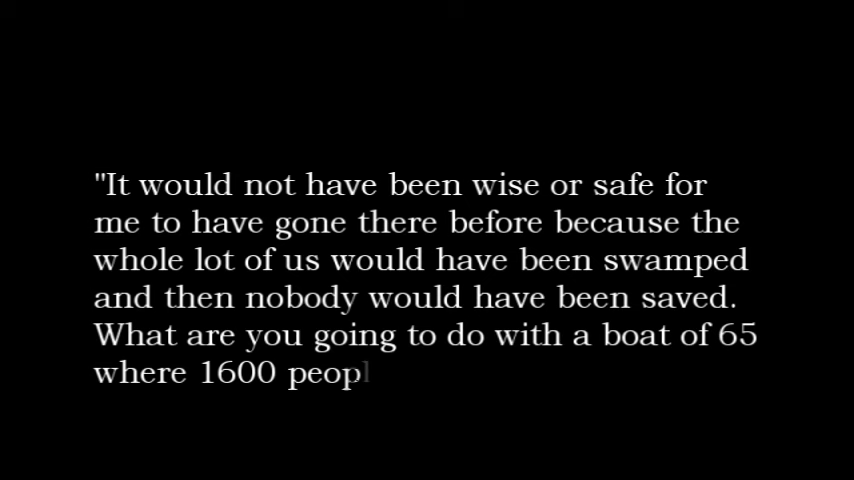 "It would not have been wise or safe for
me to have gone there before because the
whole lot of us would have been swamped
and then nobody would have been saved.
What are you going to do with a boat of 65
where 1600 peopl